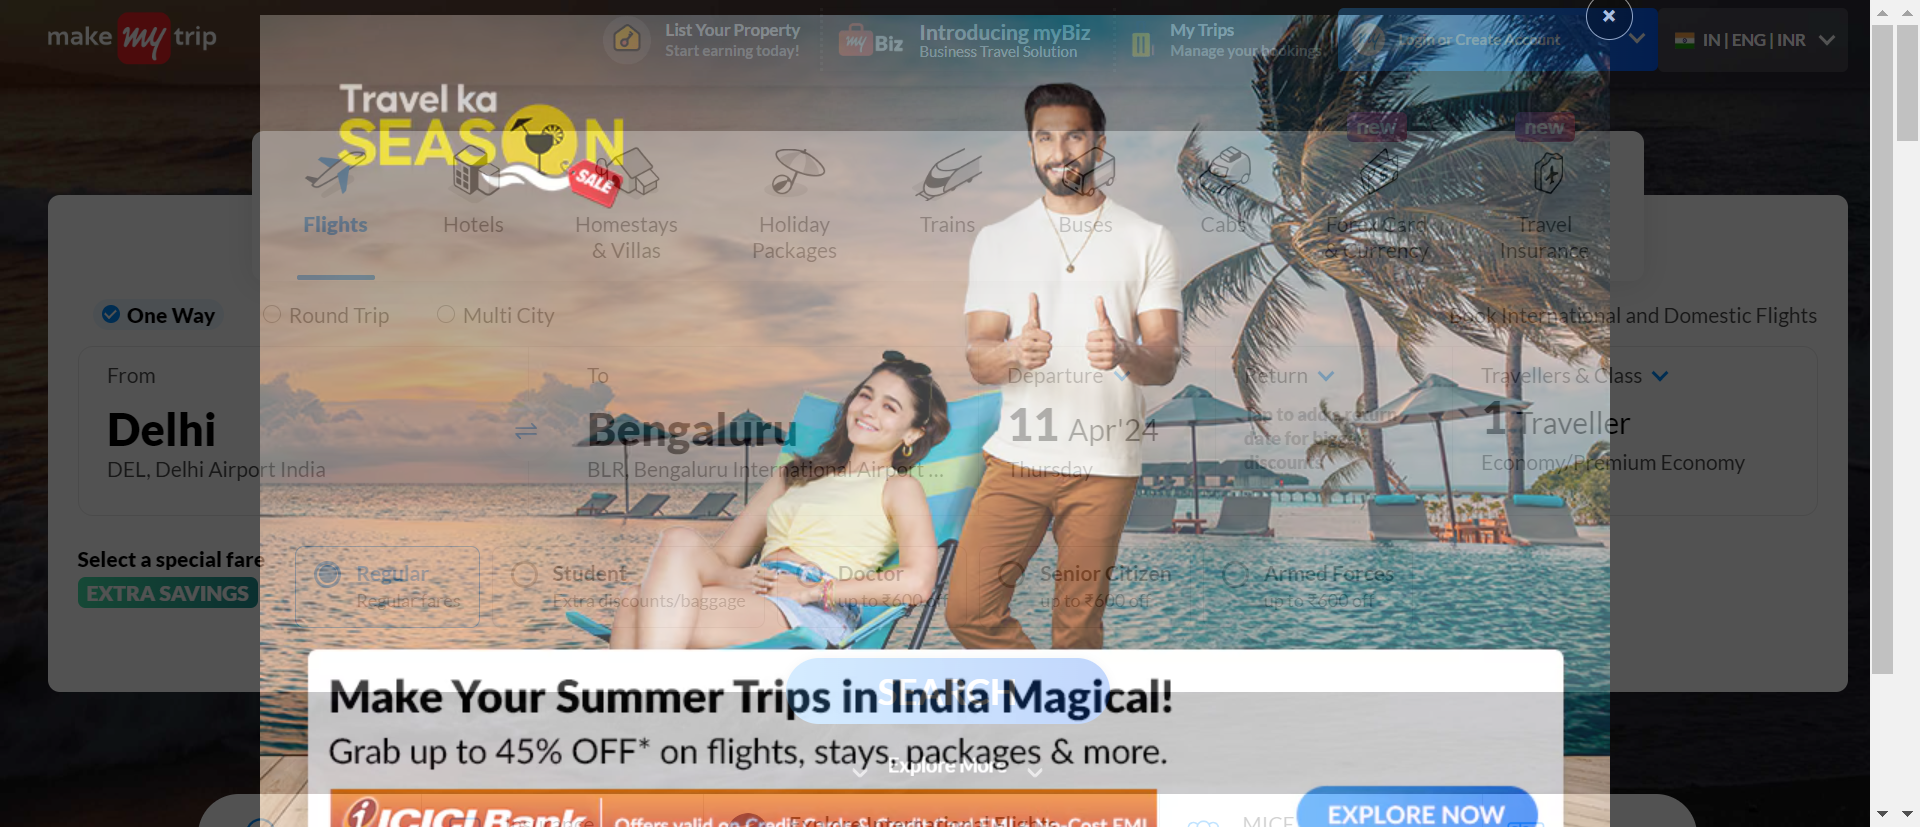 make my trip
List Your Property
Start earning today!
my Biz
Introducing myBiz
Business Travel Solution
My Trips
Manage your bookings
Login or Create Account
IN | ENG | INR
Travel ka
SEASON
SALE
new
new
Flights
Hotels
Homestays
& Villas
Holiday
Packages
Trains
Buses
Cabs
Forex Card
& Currency
Travel
Insurance
One Way
Round Trip
Multi City
Book International and Domestic Flights
From
Delhi
DEL, Delhi Airport India
To
Bengaluru
BLR, Bengaluru International Airport ...
Departure
11 Apr'24
Thursday
Return
Tap to add a return
date for bigger
discounts
Travellers & Class
1 Traveller
Economy/Premium Economy
Select a special fare
EXTRA SAVINGS
Regular
Regular fares
Student
Extra discounts/baggage
Doctor
up to ₹600 off
Senior Citizen
up to ₹600 off
Armed Forces
up to ₹600 off
SEARCH
Make Your Summer Trips in India Magical!
Grab up to 45% OFF* on flights, stays, packages & more.
Explore More
ICICI Bank
Offers valid on Credit Cards & Credit Card EMI
No-Cost EMI
Explore International Flights
MICE
EXPLORE NOW